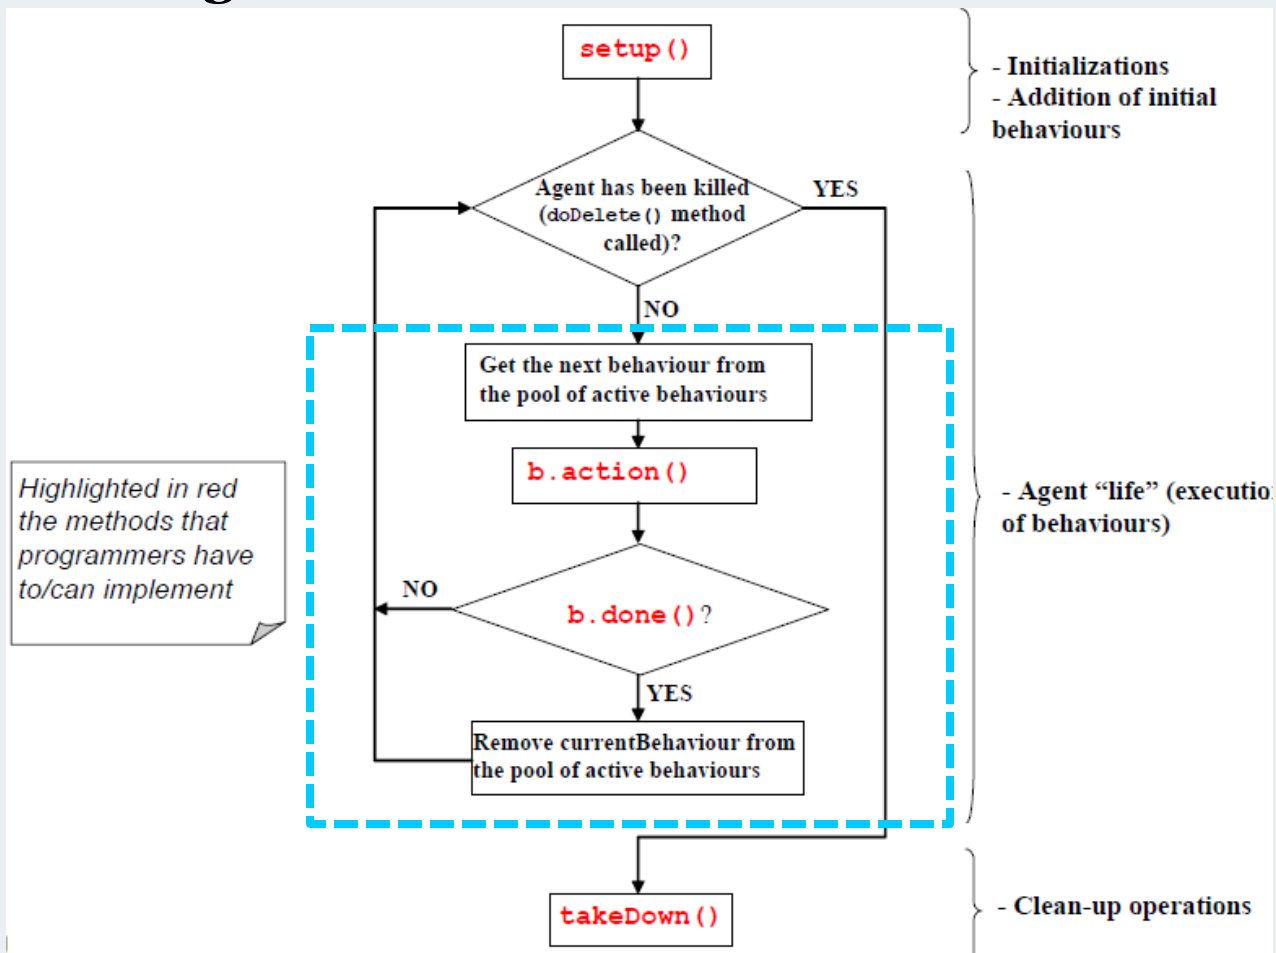 setup()
- Initializations
- Addition of initial
behaviours
Agent has been killed
(doDelete() method
called)?
YES
NO
Get the next behaviour from
the pool of active behaviours
b.action()
Highlighted in red
the methods that
programmers have
to/can implement
- Agent “life” (executio
of behaviours)
NO
b.done()?
YES
Remove currentBehaviour from
the pool of active behaviours
takeDown()
- Clean-up operations